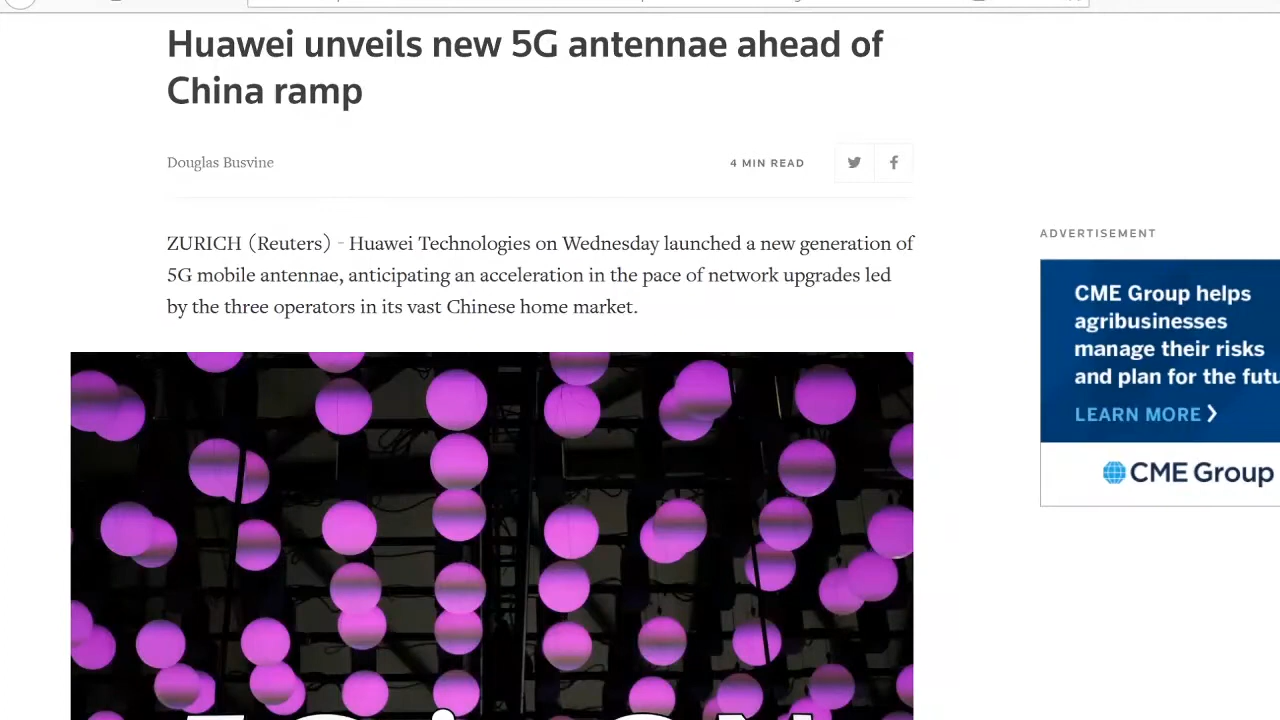 Huawei unveils new 5G antennae ahead of
China ramp
Douglas Busvine
4 MIN READ
ZURICH (Reuters) - Huawei Technologies on Wednesday launched a new generation of
5G mobile antennae, anticipating an acceleration in the pace of network upgrades led
by the three operators in its vast Chinese home market.
ADVERTISEMENT
CME Group helps
agribusinesses
manage their risks
and plan for the futu
LEARN MORE
CME Group